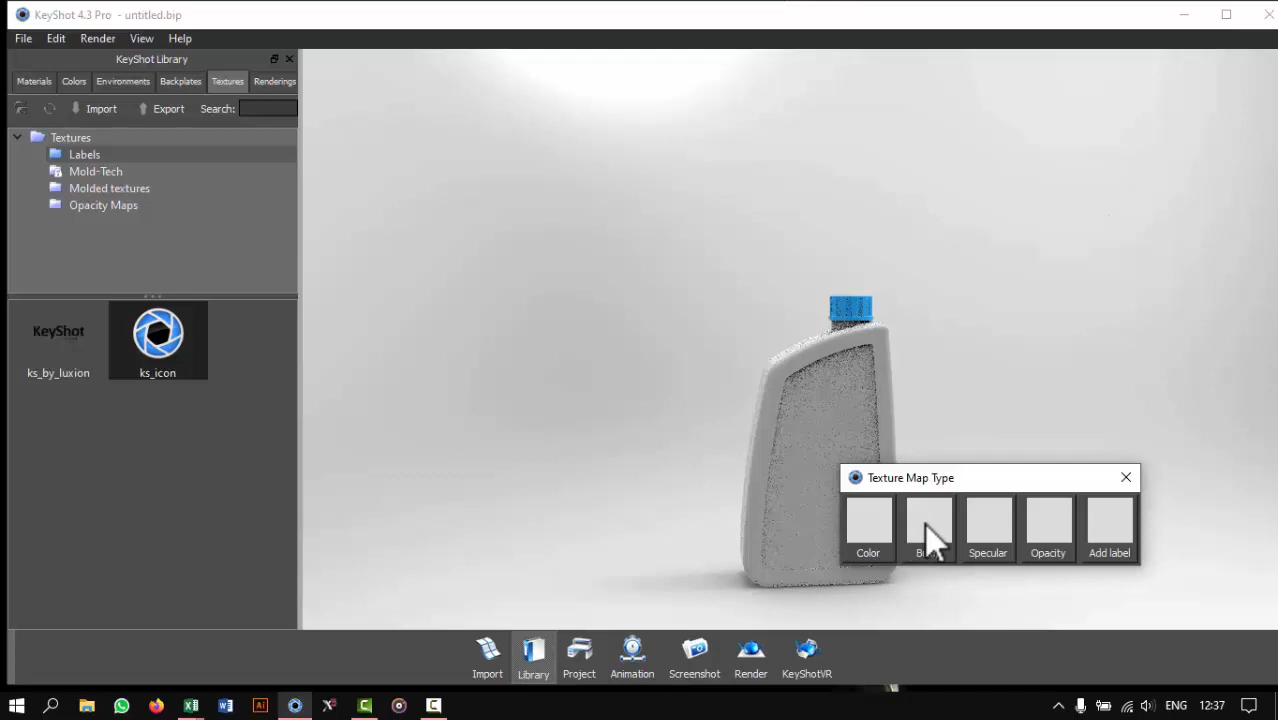 KeyShot 4.3 Pro - untitled.bip
File Edit Render View Help
KeyShot Library
Materials Colors Environments Backplates Textures Renderings
Import Export Search:
Textures
Labels
Mold-Tech
Molded textures
Opacity Maps
KeyShot
ks_by_luxion ks_icon
Texture Map Type
Color Specular Opacity Add label
Import Library Project Animation Screenshot Render KeyShotVR
ENG 12:37